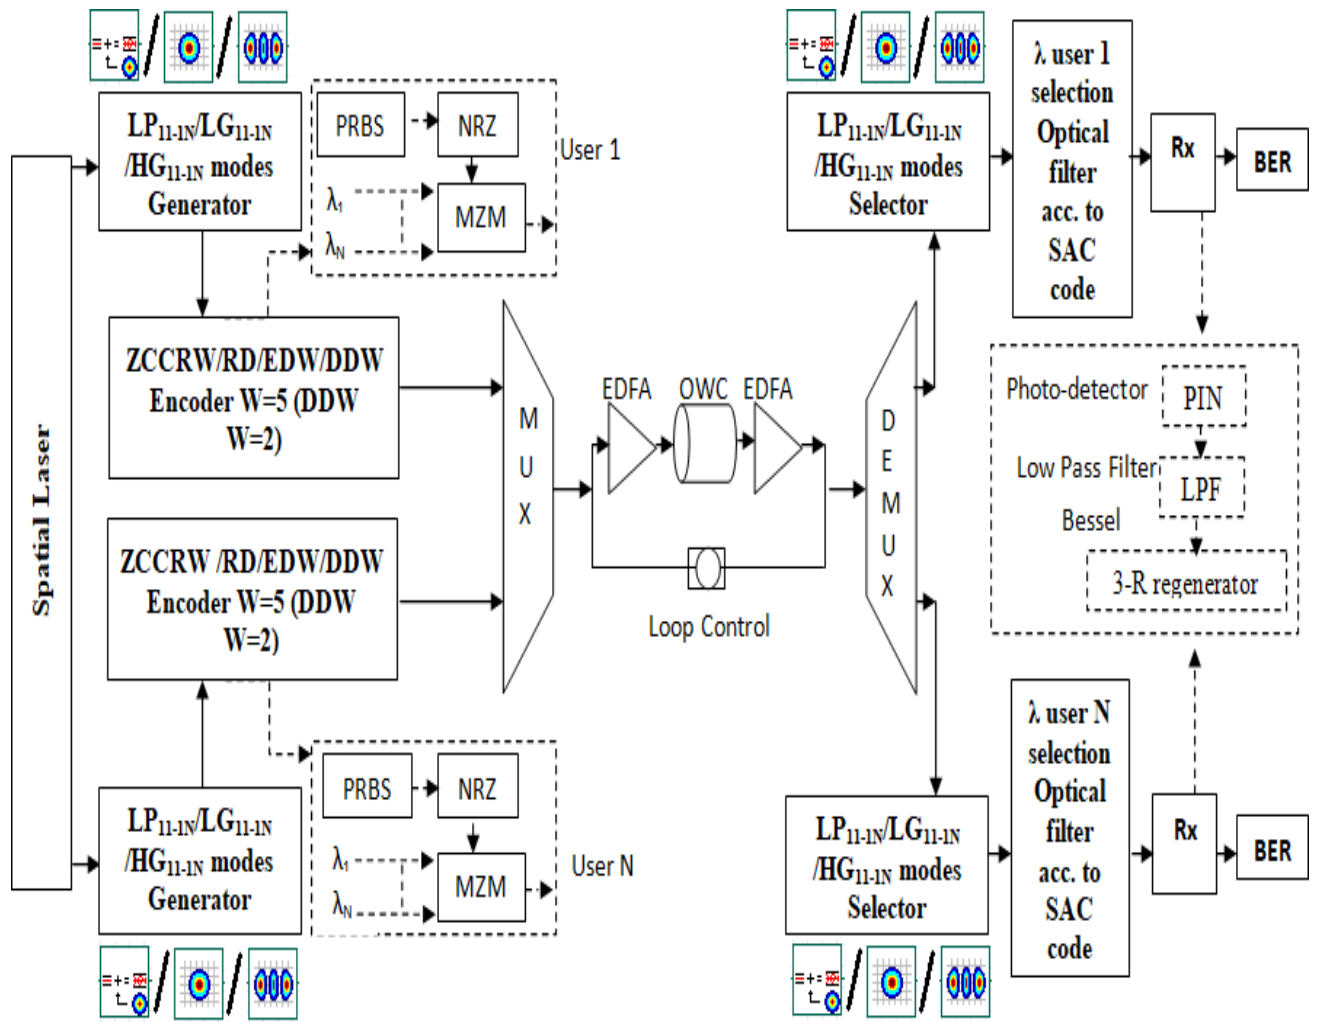 Spatial Laser
LP11-1N/LG11-1N
/HG11-1N modes
Generator
PRBS
NRZ
λ1
λN
MZM
User 1
ZCCRW/RD/EDW/DDW
Encoder W=5 (DDW
W=2)
ZCCRW /RD/EDW/DDW
Encoder W=5 (DDW
W=2)
LP11-1N/LG11-1N
/HG11-1N modes
Generator
PRBS
NRZ
λ1
λN
MZM
User N
M
U
X
EDFA
OWC
EDFA
Loop Control
D
E
M
U
X
LP11-1N/LG11-1N
/HG11-1N modes
Selector
λ user 1
selection
Optical
filter
acc. to
SAC
code
Rx
BER
Photo-detector
PIN
Low Pass Filter
Bessel
LPF
3-R regenerator
LP11-1N/LG11-1N
/HG11-1N modes
Selector
λ user N
selection
Optical
filter
acc. to
SAC
code
Rx
BER